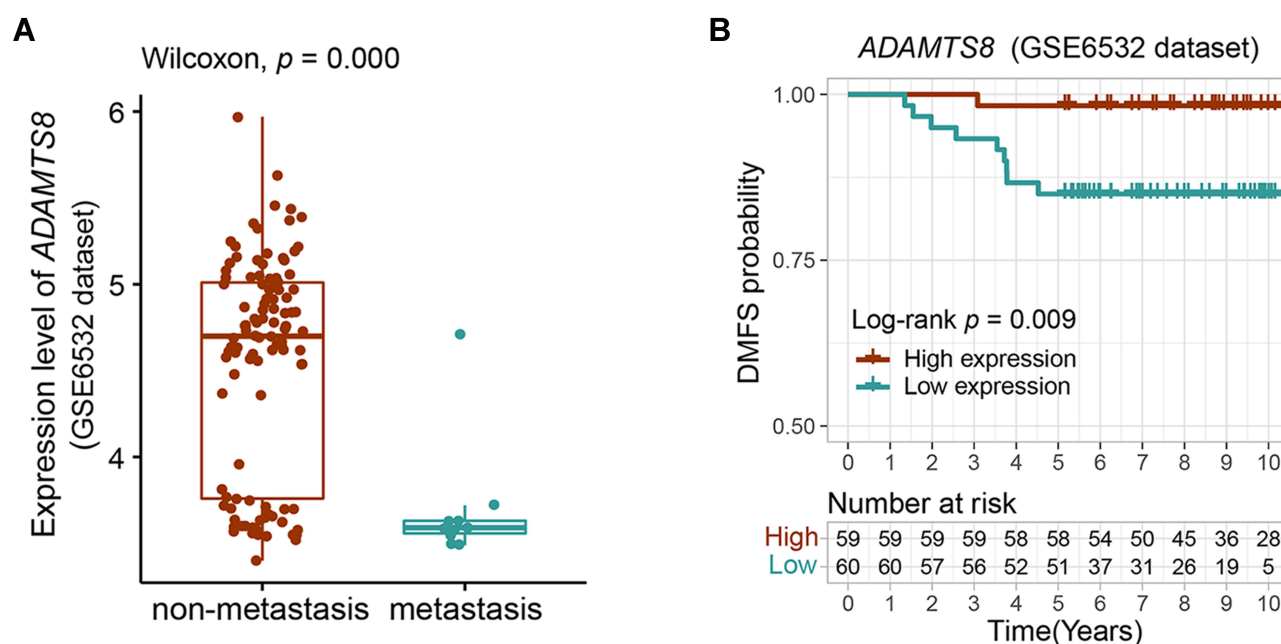 A
Wilcoxon, p = 0.000
Expression level of ADAMTS8
(GSE6532 dataset)
6
5
4
non-metastasis metastasis
B
ADAMTS8 (GSE6532 dataset)
DMFS probability
1.00
0.75
0.50
Log-rank p = 0.009
High expression
Low expression
0 1 2 3 4 5 6 7 8 9 10
Number at risk
High 59 59 59 59 58 58 54 50 45 36 28
Low 60 60 57 56 52 51 37 31 26 19 5
0 1 2 3 4 5 6 7 8 9 10
Time(Years)